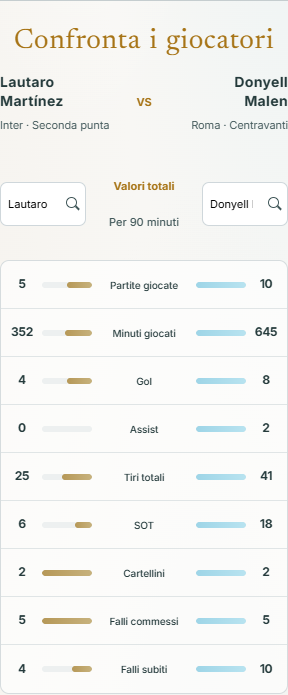 Confronta i giocatori
Lautaro Martínez
VS
Donyell Malen
Inter · Seconda punta
Roma · Centravanti
Valori totali
Lautaro
Donyell
Per 90 minuti
5 Partite giocate 10
352 Minuti giocati 645
4 Gol 8
0 Assist 2
25 Tiri totali 41
6 SOT 18
2 Cartellini 2
5 Falli commessi 5
4 Falli subiti 10